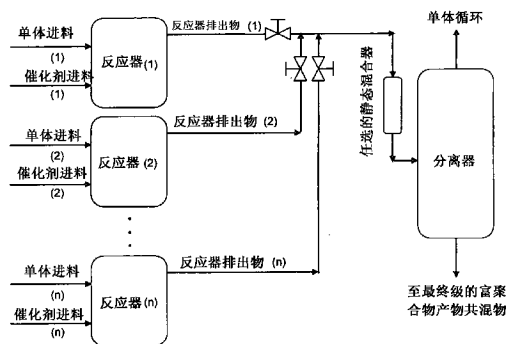 单体进料
(1)
催化剂进料
(1)
反应器(1)
反应器排出物 (1)
单体进料
(2)
催化剂进料
(2)
反应器(2)
反应器排出物 (2)
单体进料
(n)
催化剂进料
(n)
反应器(n)
反应器排出物 (n)
任选的静态混合器
单体循环
分离器
至最终级的富聚
合物产物共混物